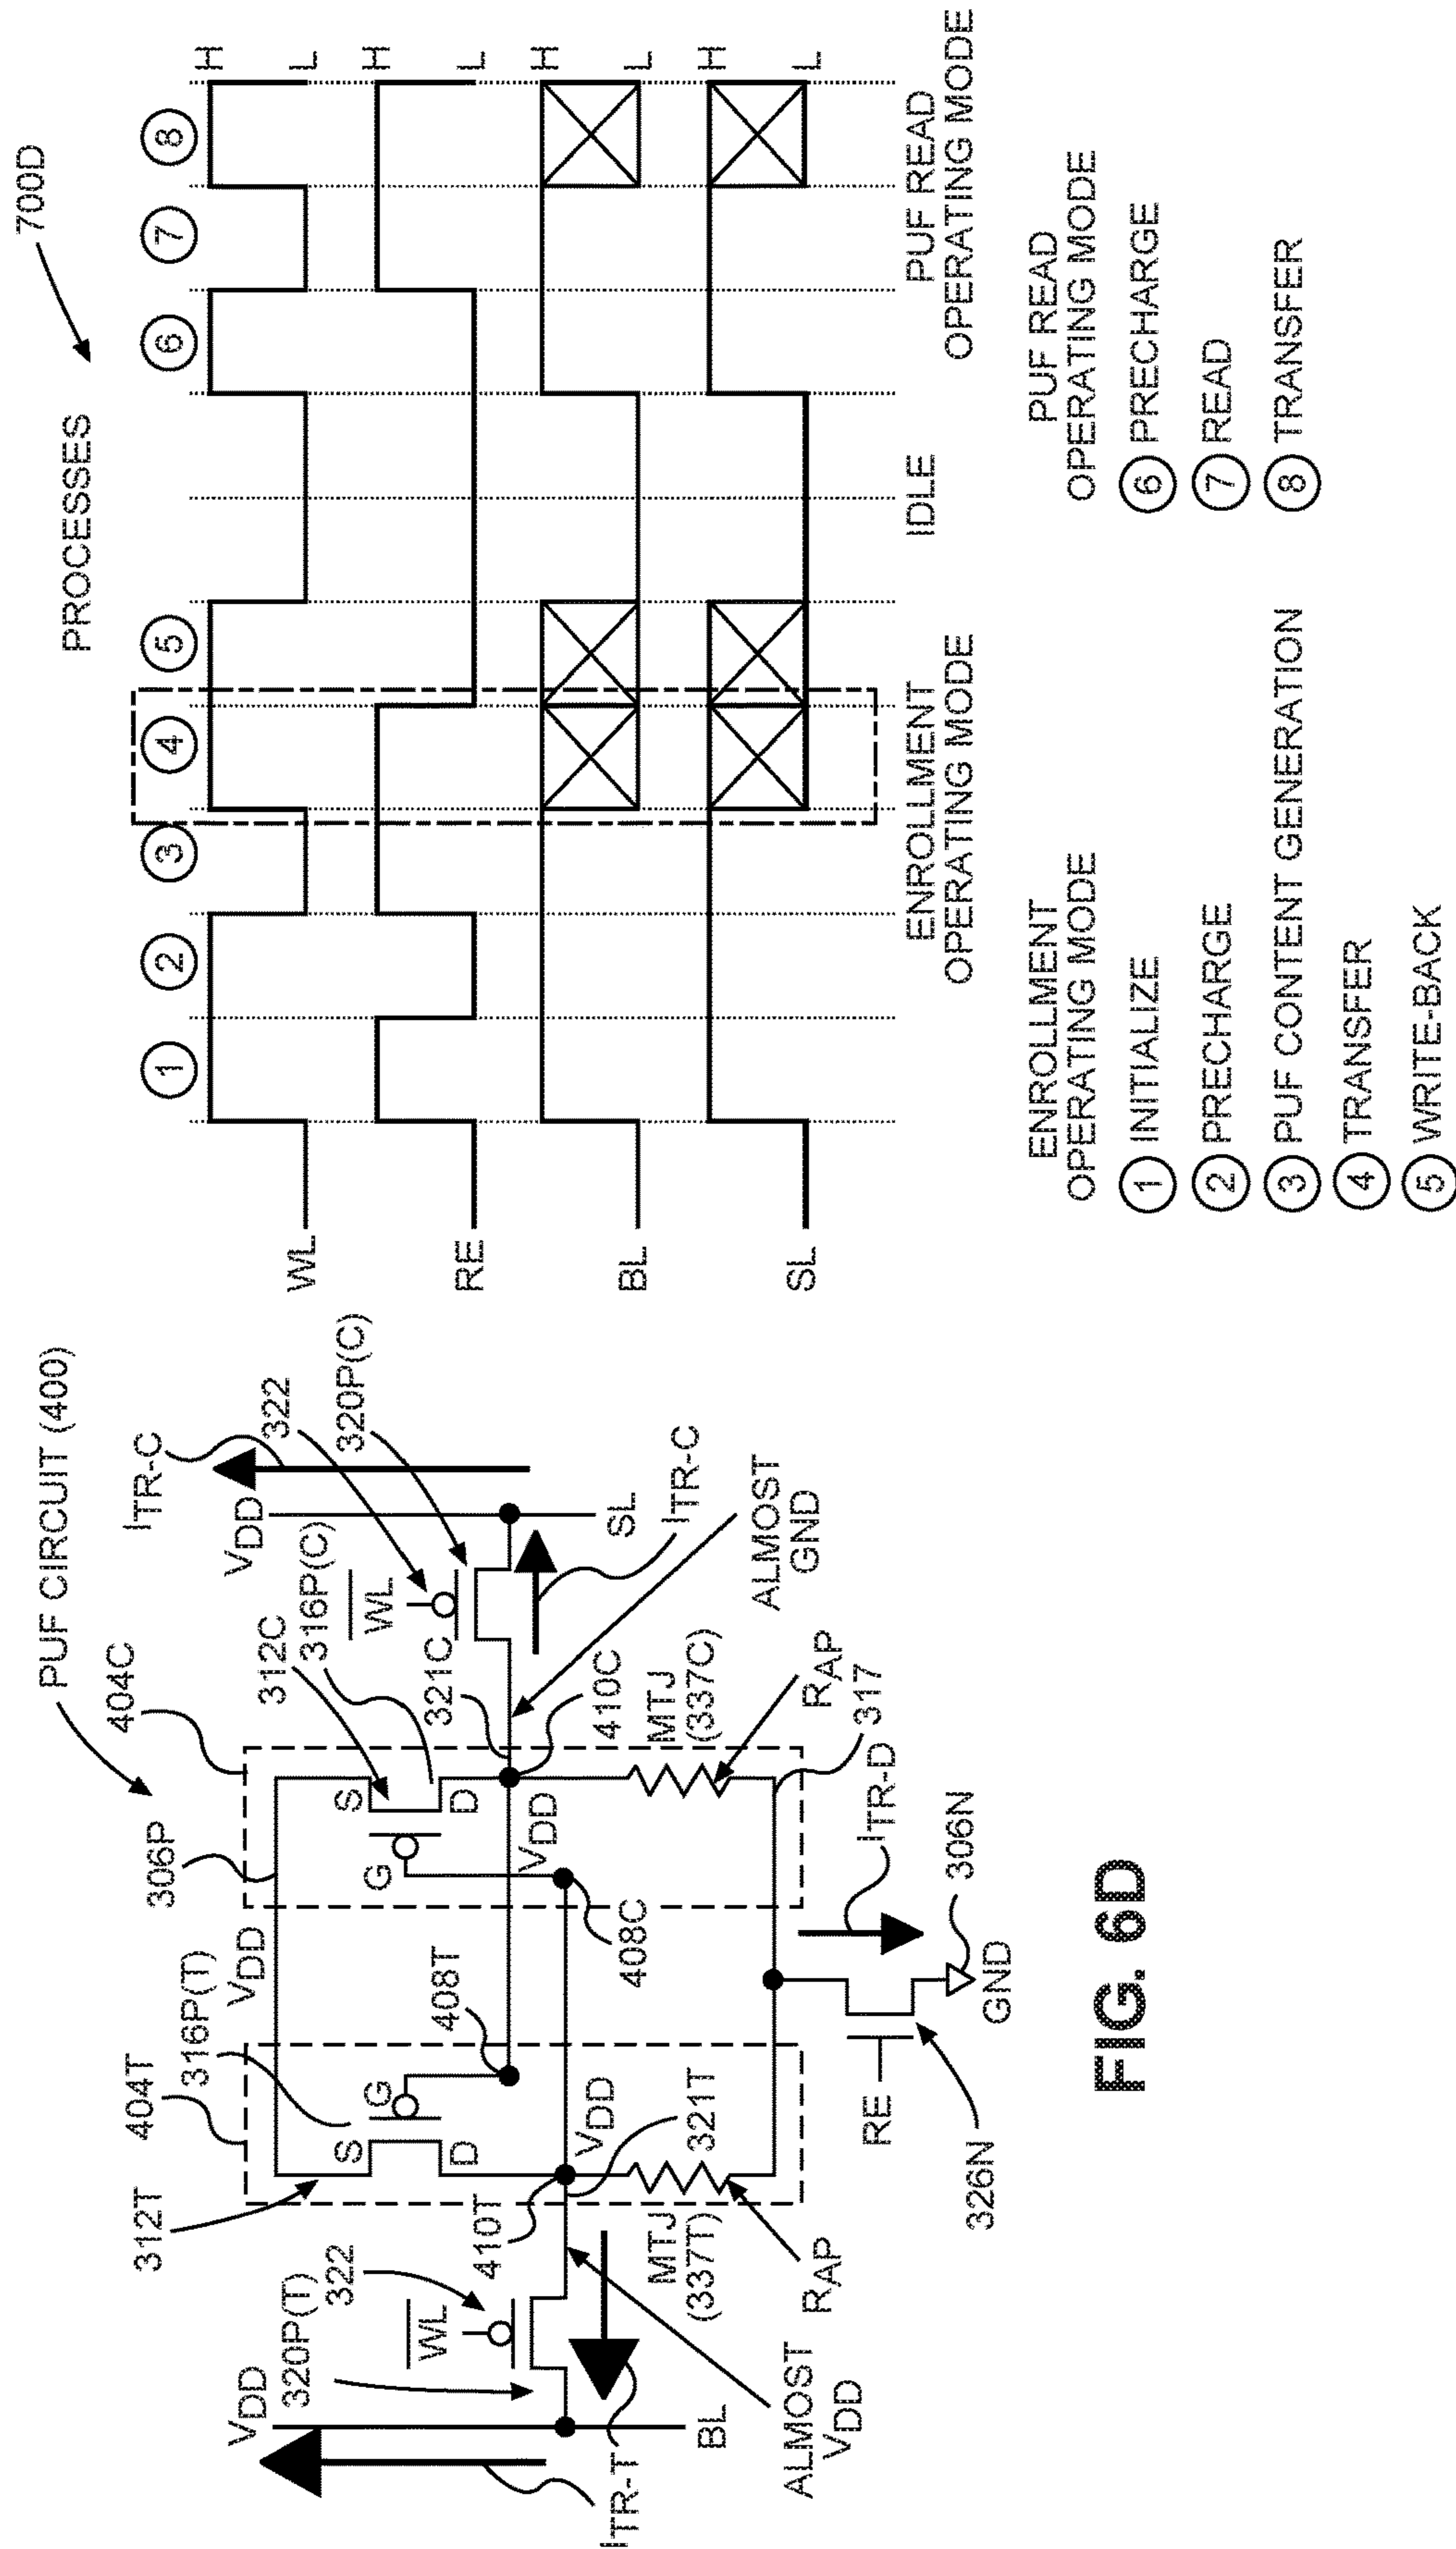 PUF CIRCUIT (400)
404T
312T
316P(T)
VDD
306P
404C
312C
316P(C)
VDD
ITR-C
322
320P(C)
WL
321C
S
G
D
S
G
D
VDD
320P(T)
322
WL
410T
408T
408C
VDD
410C
SL
ITR-C
ALMOST
GND
VDD
321T
MTJ
(337T)
RAP
MTJ
(337C)
RAP
317
ITR-D
306N
GND
RE
326N
BL
ITR-T
ALMOST
VDD
FIG. 6D
PROCESSES
700D
1
2
3
4
5
6
7
8
WL
H
L
RE
H
L
BL
H
L
SL
H
L
ENROLLMENT
OPERATING MODE
IDLE
PUF READ
OPERATING MODE
ENROLLMENT
OPERATING MODE
1 INITIALIZE
2 PRECHARGE
3 PUF CONTENT GENERATION
4 TRANSFER
5 WRITE-BACK
PUF READ
OPERATING MODE
6 PRECHARGE
7 READ
8 TRANSFER